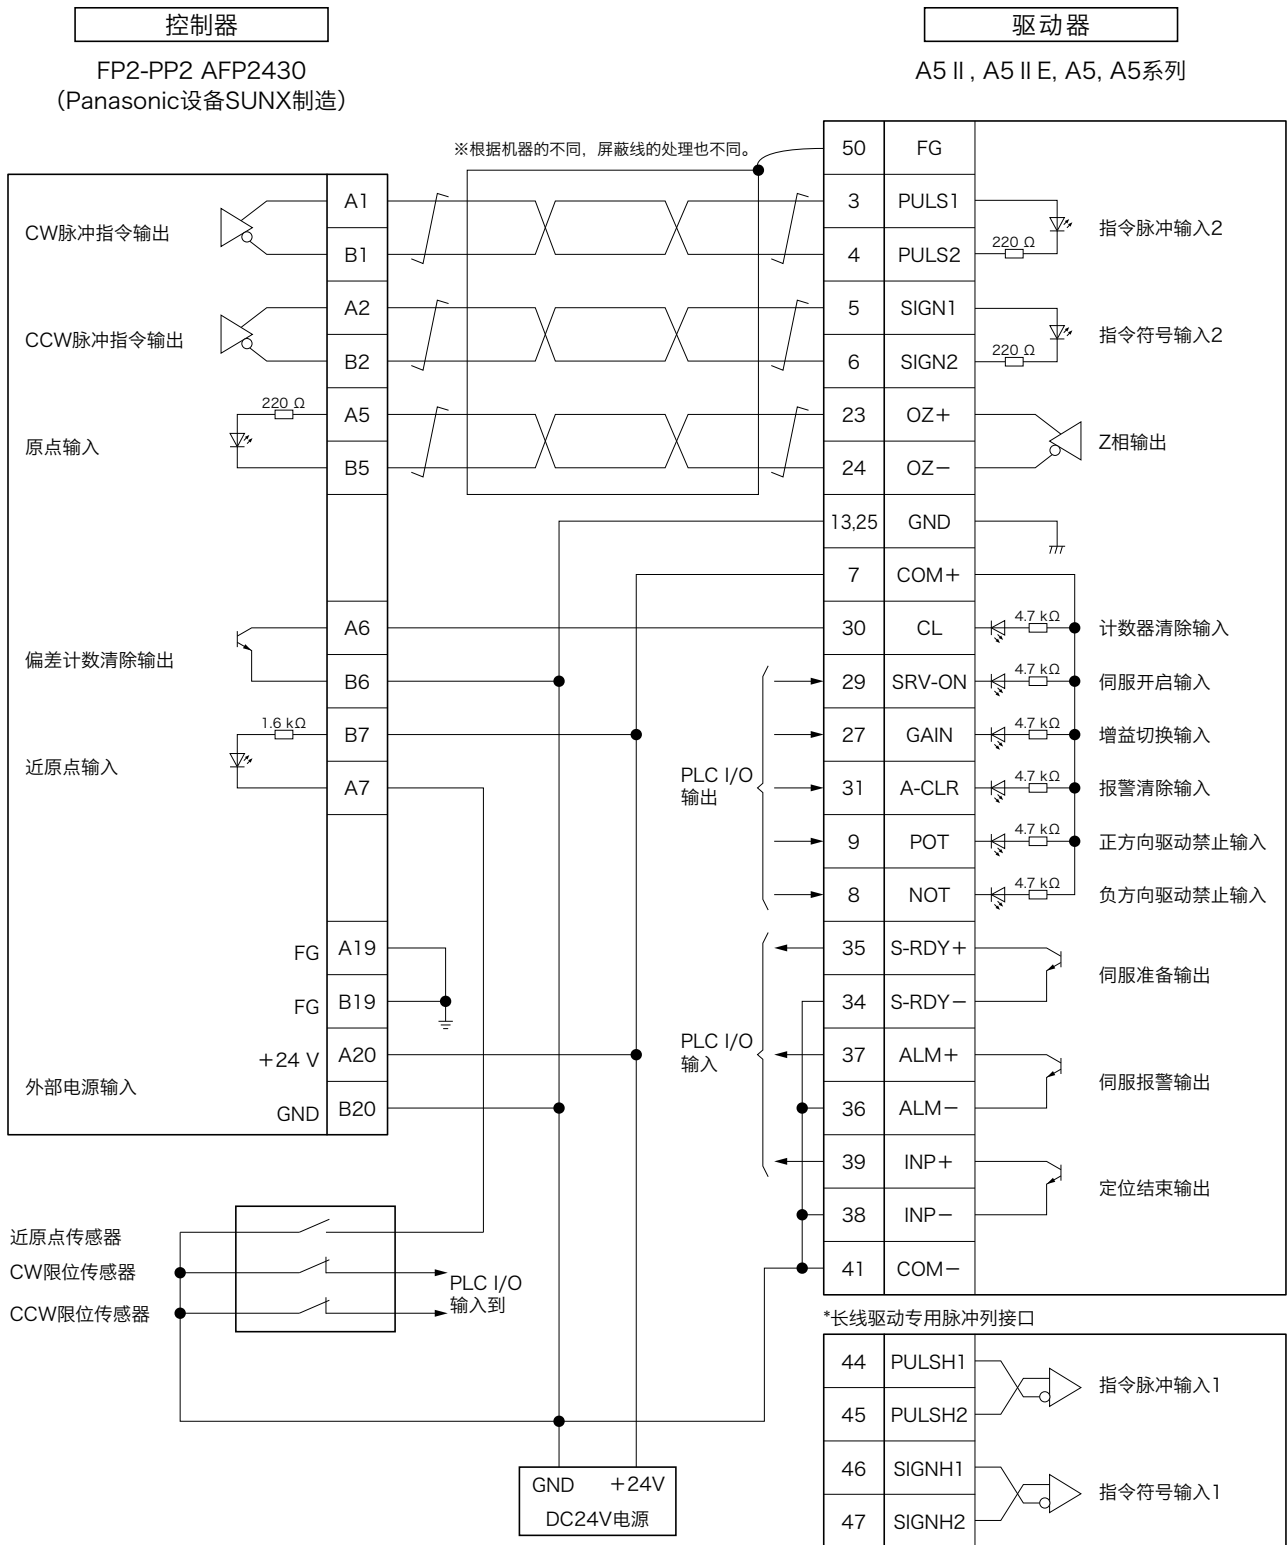 控制器
FP2-PP2 AFP2430
（Panasonic设备SUNX制造）
驱动器
A5Ⅱ, A5ⅡE, A5, A5系列
※根据机器的不同，屏蔽线的处理也不同。
50 FG
CW脉冲指令输出
A1
B1
3 PULS1
4 PULS2
220 Ω
指令脉冲输入2
CCW脉冲指令输出
A2
B2
5 SIGN1
6 SIGN2
220 Ω
指令符号输入2
原点输入
220 Ω
A5
B5
23 OZ+
24 OZ−
Z相输出
13,25 GND
7 COM+
偏差计数清除输出
A6
B6
30 CL 4.7 kΩ 计数器清除输入
29 SRV-ON 4.7 kΩ 伺服开启输入
近原点输入
1.6 kΩ
B7
A7
27 GAIN 4.7 kΩ 增益切换输入
PLC I/O
输出
31 A-CLR 4.7 kΩ 报警清除输入
9 POT 4.7 kΩ 正方向驱动禁止输入
8 NOT 4.7 kΩ 负方向驱动禁止输入
FG A19
FG B19
35 S-RDY+
34 S-RDY−
伺服准备输出
外部电源输入
+24 V A20
GND B20
PLC I/O
输入
37 ALM+
36 ALM−
伺服报警输出
39 INP+
38 INP−
定位结束输出
41 COM−
近原点传感器
CW限位传感器
CCW限位传感器
PLC I/O
输入到
*长线驱动专用脉冲列接口
44 PULSH1
45 PULSH2
指令脉冲输入1
46 SIGNH1
47 SIGNH2
指令符号输入1
GND +24V
DC24V电源